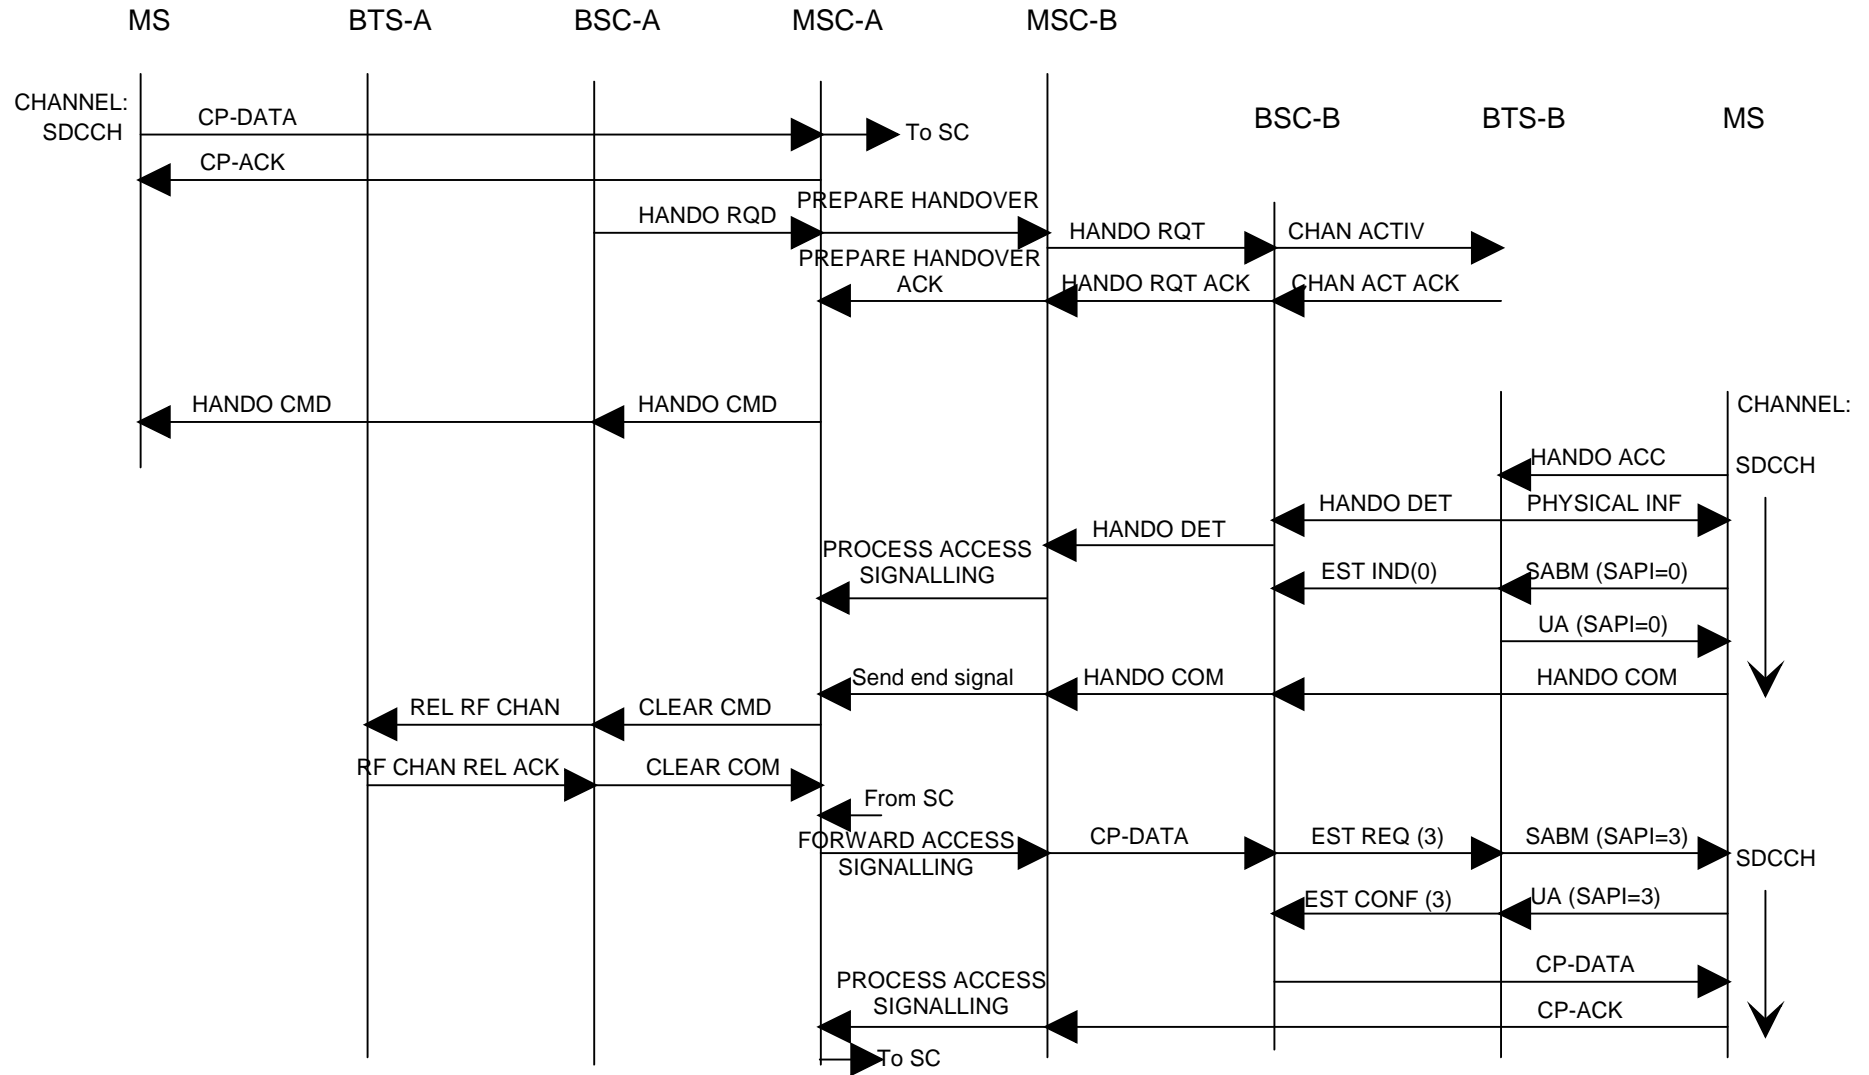 MS BTS-A BSC-A MSC-A MSC-B
CHANNEL:
SDCCH
CP-DATA
To SC
BSC-B BTS-B MS
CP-ACK
PREPARE HANDOVER
HANDO RQD
HANDO RQT
CHAN ACTIV
PREPARE HANDOVER
ACK
HANDO RQT ACK
CHAN ACT ACK
HANDO CMD
HANDO CMD
CHANNEL:
HANDO ACC
SDCCH
HANDO DET
PHYSICAL INF
HANDO DET
PROCESS ACCESS
SIGNALLING
EST IND(0)
SABM (SAPI=0)
UA (SAPI=0)
Send end signal
HANDO COM
HANDO COM
REL RF CHAN
CLEAR CMD
RF CHAN REL ACK
CLEAR COM
From SC
FORWARD ACCESS
SIGNALLING
CP-DATA
EST REQ (3)
SABM (SAPI=3)
SDCCH
EST CONF (3)
UA (SAPI=3)
CP-DATA
PROCESS ACCESS
SIGNALLING
CP-ACK
To SC